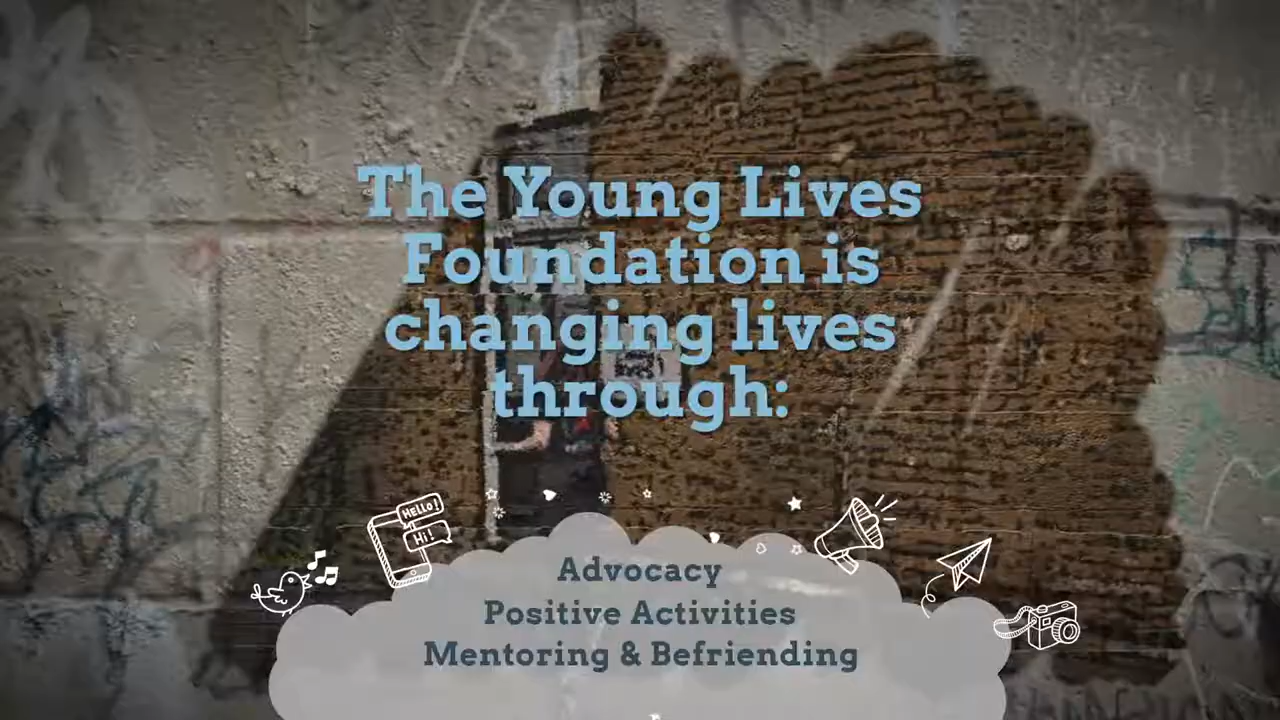 The Young Lives
Foundation is
changing lives
through:
HELLO!
Hi!
Advocacy
Positive Activities
Mentoring & Befriending